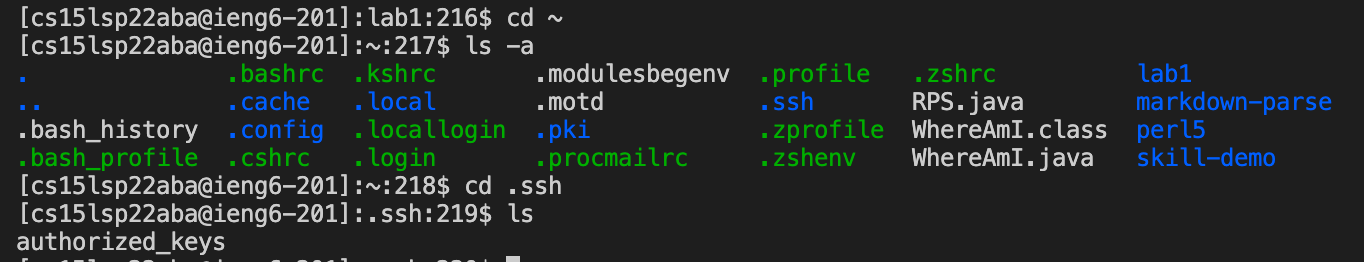 [cs15lsp22aba@ieng6-201]:lab1:216$ cd ~
[cs15lsp22aba@ieng6-201]:~:217$ ls -a
. .bashrc .kshrc .modulesbegenv .profile .zshrc lab1
.. .cache .local .motd .ssh RPS.java markdown-parse
.bash_history .config .locallogin .pki .zprofile WhereAmI.class perl5
.bash_profile .cshrc .login .procmailrc .zshenv WhereAmI.java skill-demo
[cs15lsp22aba@ieng6-201]:~:218$ cd .ssh
[cs15lsp22aba@ieng6-201]:.ssh:219$ ls
authorized_keys